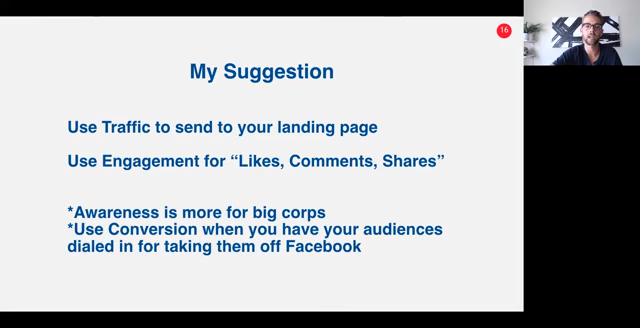 16
My Suggestion
Use Traffic to send to your landing page
Use Engagement for “Likes, Comments, Shares”
*Awareness is more for big corps
*Use Conversion when you have your audiences
dialed in for taking them off Facebook